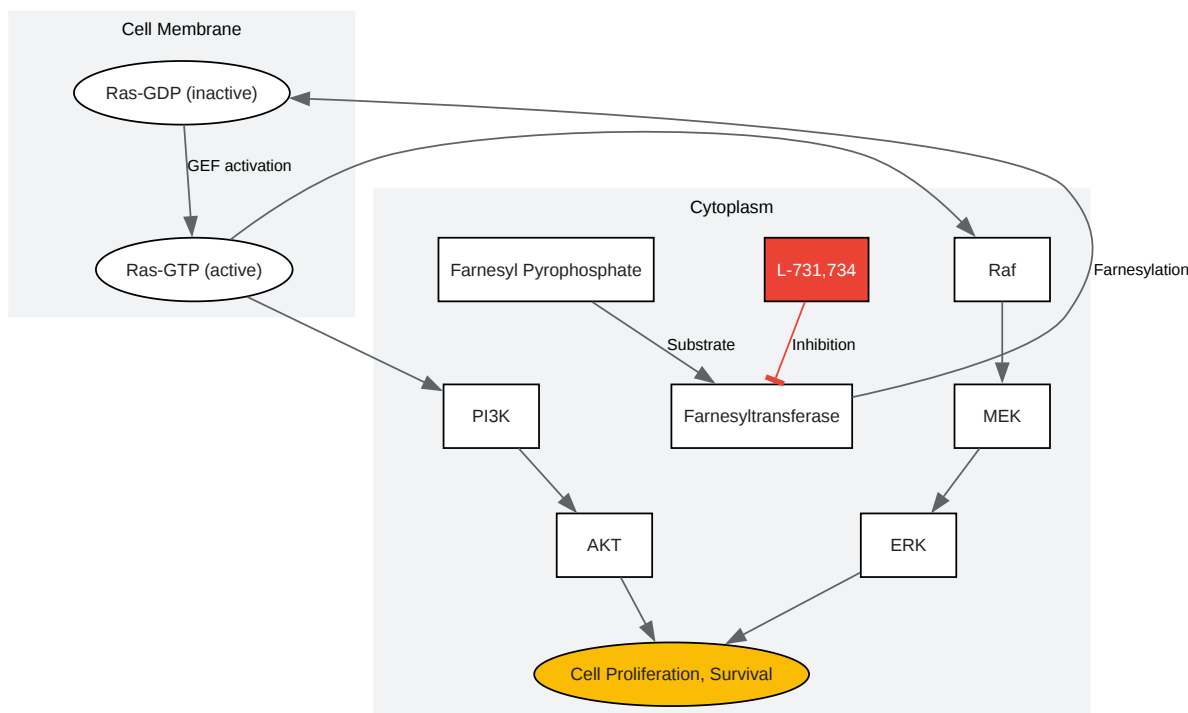 Cell Membrane
Ras-GDP (inactive)
GEF activation
Ras-GTP (active)
Cytoplasm
Farnesyl Pyrophosphate
L-731,734
Raf
Farnesylation
Substrate
Inhibition
PI3K
Farnesyltransferase
MEK
AKT
ERK
Cell Proliferation, Survival